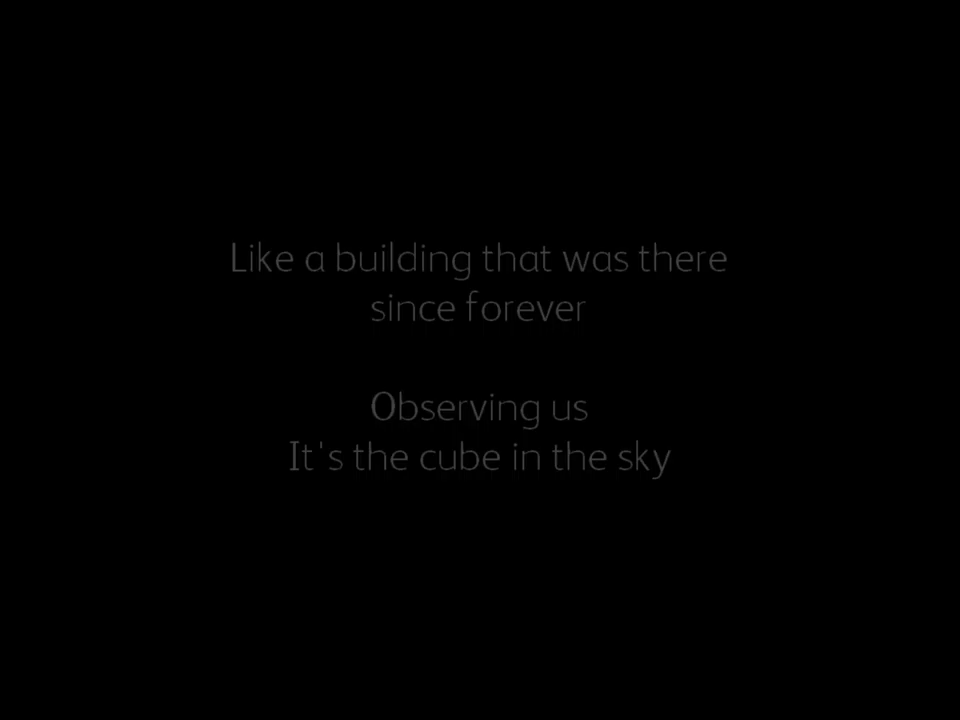 Like a building that was there
since forever
Observing us
It's the cube in the sky